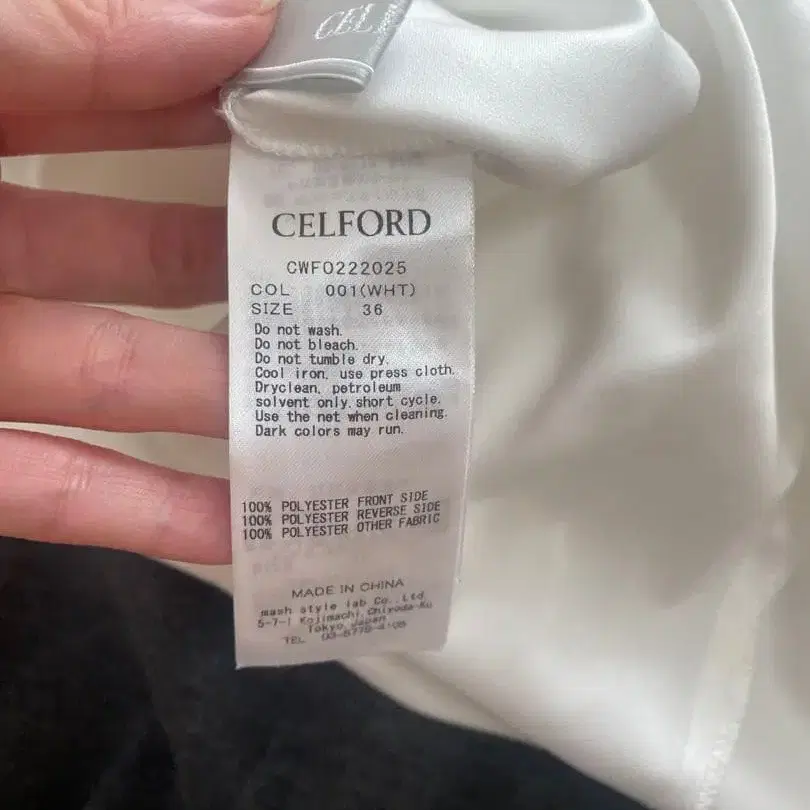 CEL
CELFORD
CWF0222025
COL 001(WHT)
SIZE 36
Do not wash.
Do not bleach.
Do not tumble dry.
Cool iron, use press cloth.
Dryclean, petroleum
solvent only, short cycle.
Use the net when cleaning.
Dark colors may run.
100% POLYESTER FRONT SIDE
100% POLYESTER REVERSE SIDE
100% POLYESTER OTHER FABRIC
MADE IN CHINA
mash style lab Co., Ltd
5-7-1 Kojimachi, Chiyoda-Ku
Tokyo, Japan
TEL